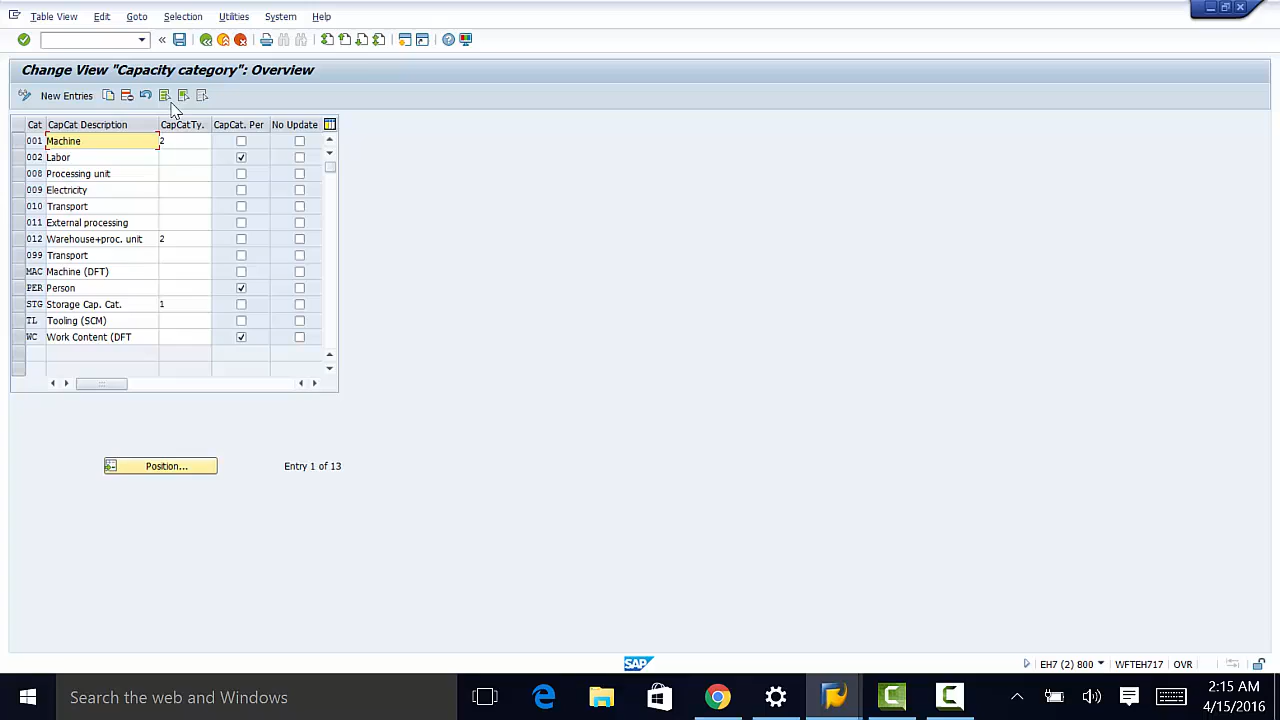 Table View Edit Goto Selection Utilities System Help
Change View "Capacity category": Overview
New Entries
Cat CapCat Description CapCatTy. CapCat. Per No Update
001 Machine 2
002 Labor
008 Processing unit
009 Electricity
010 Transport
011 External processing
012 Warehouse+proc. unit 2
099 Transport
MAC Machine (DFT)
PER Person
STG Storage Cap. Cat. 1
TL Tooling (SCM)
WC Work Content (DFT
Position... Entry 1 of 13
SAP EH7 (2) 800 WFTEH717 OVR
Search the web and Windows
2:15 AM
4/15/2016